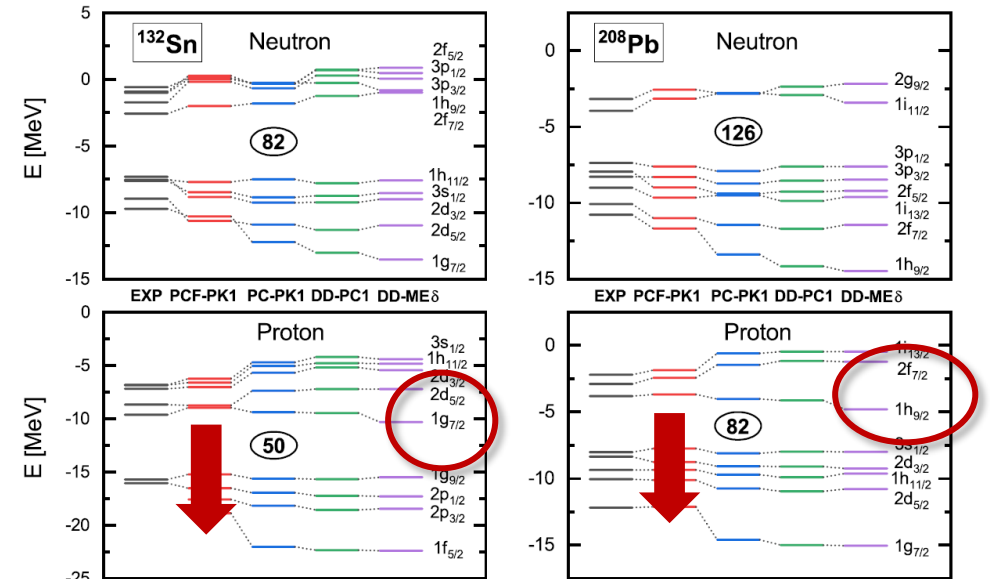 132Sn Neutron
5
0
-5
-10
-15
E [MeV]
82
2f5/2
3p1/2
3p3/2
1h9/2
2f7/2
1h11/2
3s1/2
2d3/2
2d5/2
1g7/2
208Pb Neutron
0
-5
-10
-15
126
2g9/2
1i11/2
3p1/2
3p3/2
2f5/2
1i13/2
2f7/2
1h9/2
EXP PCF-PK1 PC-PK1 DD-PC1 DD-MEδ
EXP PCF-PK1 PC-PK1 DD-PC1 DD-MEδ
Proton
0
-5
-10
-15
-20
-25
E [MeV]
50
3s1/2
1h11/2
2d3/2
2d5/2
1g7/2
1g9/2
2p1/2
2p3/2
1f5/2
Proton
0
-5
-10
-15
82
1i13/2
2f7/2
1h9/2
3s1/2
2d3/2
1h11/2
2d5/2
1g7/2